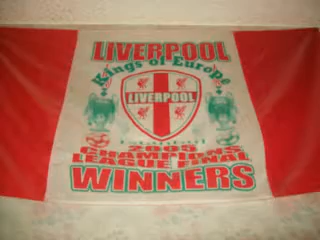 LIVERPOOL
Kings of Europe
LIVERPOOL
2005
CHAMPIONS
LEAGUE FINAL
WINNERS